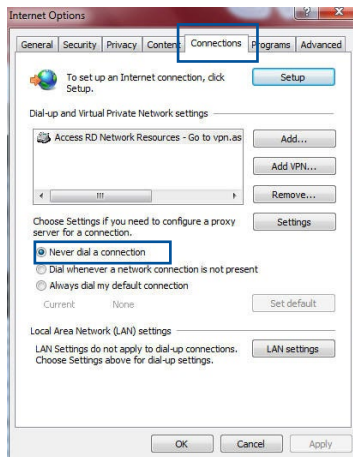 Internet Options
General Security Privacy Content Connections Programs Advanced
To set up an Internet connection, click Setup.
Setup
Dial-up and Virtual Private Network settings
Access RD Network Resources - Go to vpn.as
Add...
Add VPN...
Remove...
Choose Settings if you need to configure a proxy
server for a connection.
Settings
Never dial a connection
Dial whenever a network connection is not present
Always dial my default connection
Current None
Set default
Local Area Network (LAN) settings
LAN Settings do not apply to dial-up connections.
Choose Settings above for dial-up settings.
LAN settings
OK Cancel Apply